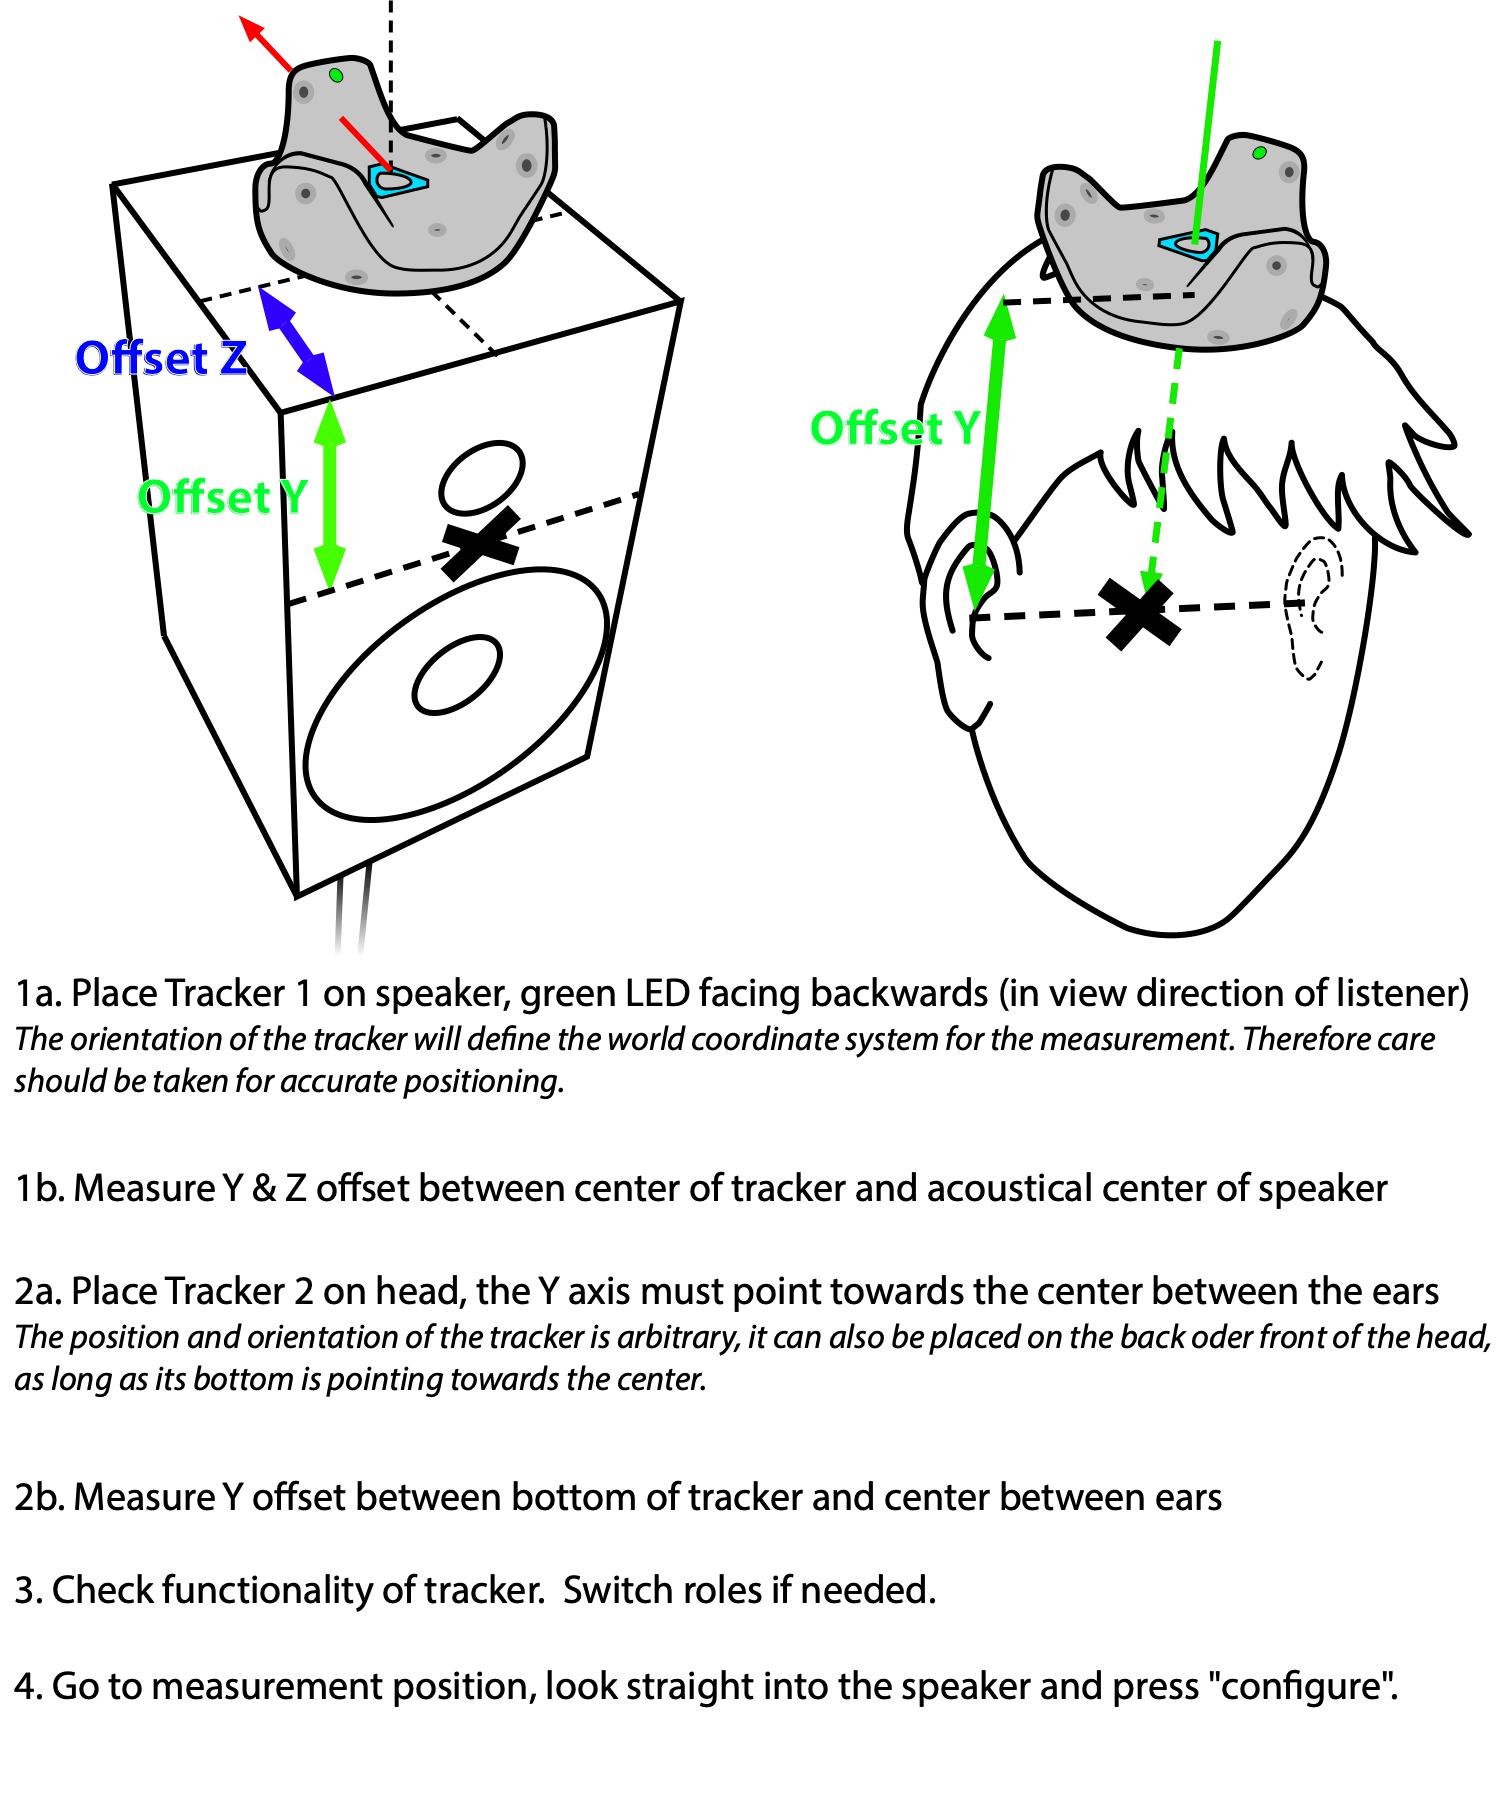 Offset Z
Offset Y
Offset Y
1a. Place Tracker 1 on speaker, green LED facing backwards (in view direction of listener)
The orientation of the tracker will define the world coordinate system for the measurement. Therefore care
should be taken for accurate positioning.
1b. Measure Y & Z offset between center of tracker and acoustical center of speaker
2a. Place Tracker 2 on head, the Y axis must point towards the center between the ears
The position and orientation of the tracker is arbitrary, it can also be placed on the back oder front of the head,
as long as its bottom is pointing towards the center.
2b. Measure Y offset between bottom of tracker and center between ears
3. Check functionality of tracker.  Switch roles if needed.
4. Go to measurement position, look straight into the speaker and press "configure".